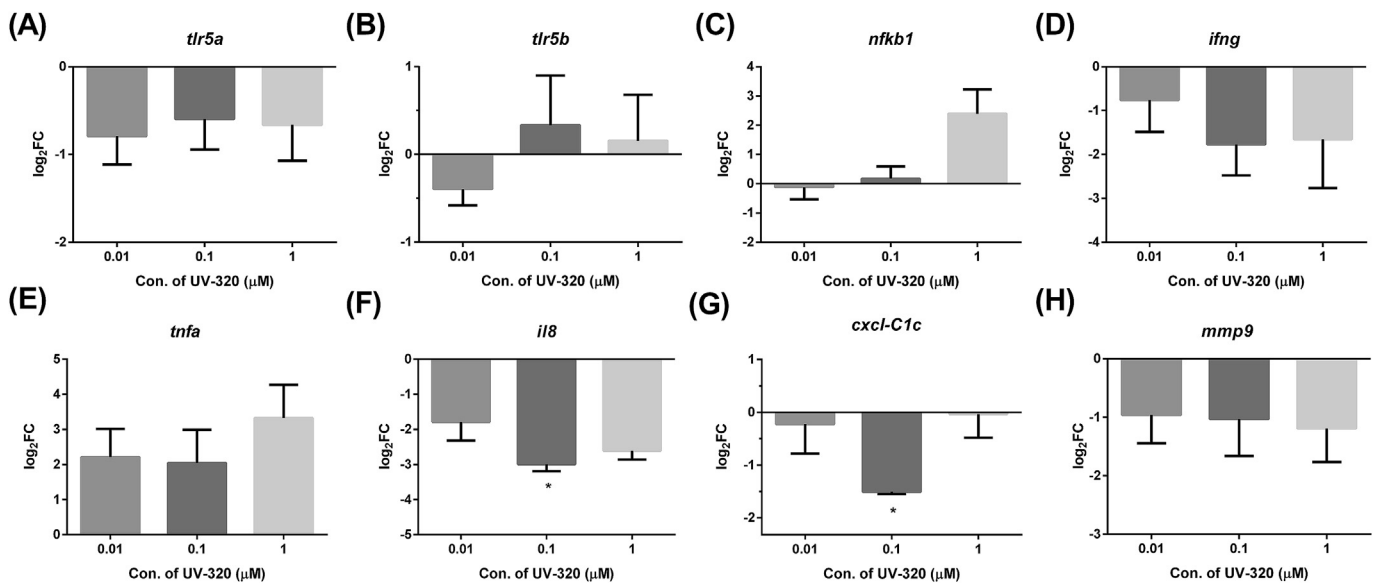 (A)
tlr5a
log2FC
0
-1
-2
0.01 0.1 1
Con. of UV-320 (μM)
(B)
tlr5b
log2FC
1
0
-1
0.01 0.1 1
Con. of UV-320 (μM)
(C)
nfkb1
log2FC
4
3
2
1
0
-1
-2
0.01 0.1 1
Con. of UV-320 (μM)
(D)
ifng
log2FC
0
-1
-2
-3
-4
0.01 0.1 1
Con. of UV-320 (μM)
(E)
tnfa
log2FC
5
4
3
2
1
0
0.01 0.1 1
Con. of UV-320 (μM)
(F)
il8
log2FC
0
-1
-2
-3
-4
-5
*
0.01 0.1 1
Con. of UV-320 (μM)
(G)
cxcl-C1c
log2FC
1
0
-1
-2
*
0.01 0.1 1
Con. of UV-320 (μM)
(H)
mmp9
log2FC
0
-1
-2
-3
0.01 0.1 1
Con. of UV-320 (μM)